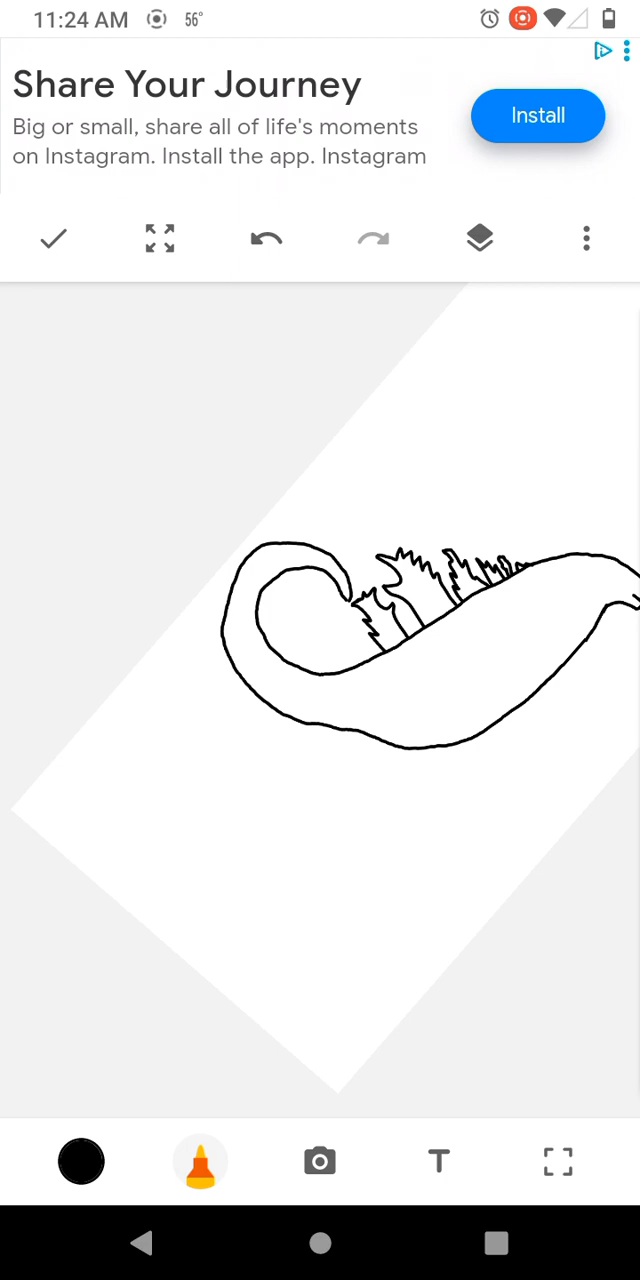 11:24 AM 56°
Share Your Journey
Big or small, share all of life's moments
on Instagram. Install the app. Instagram
Install
T